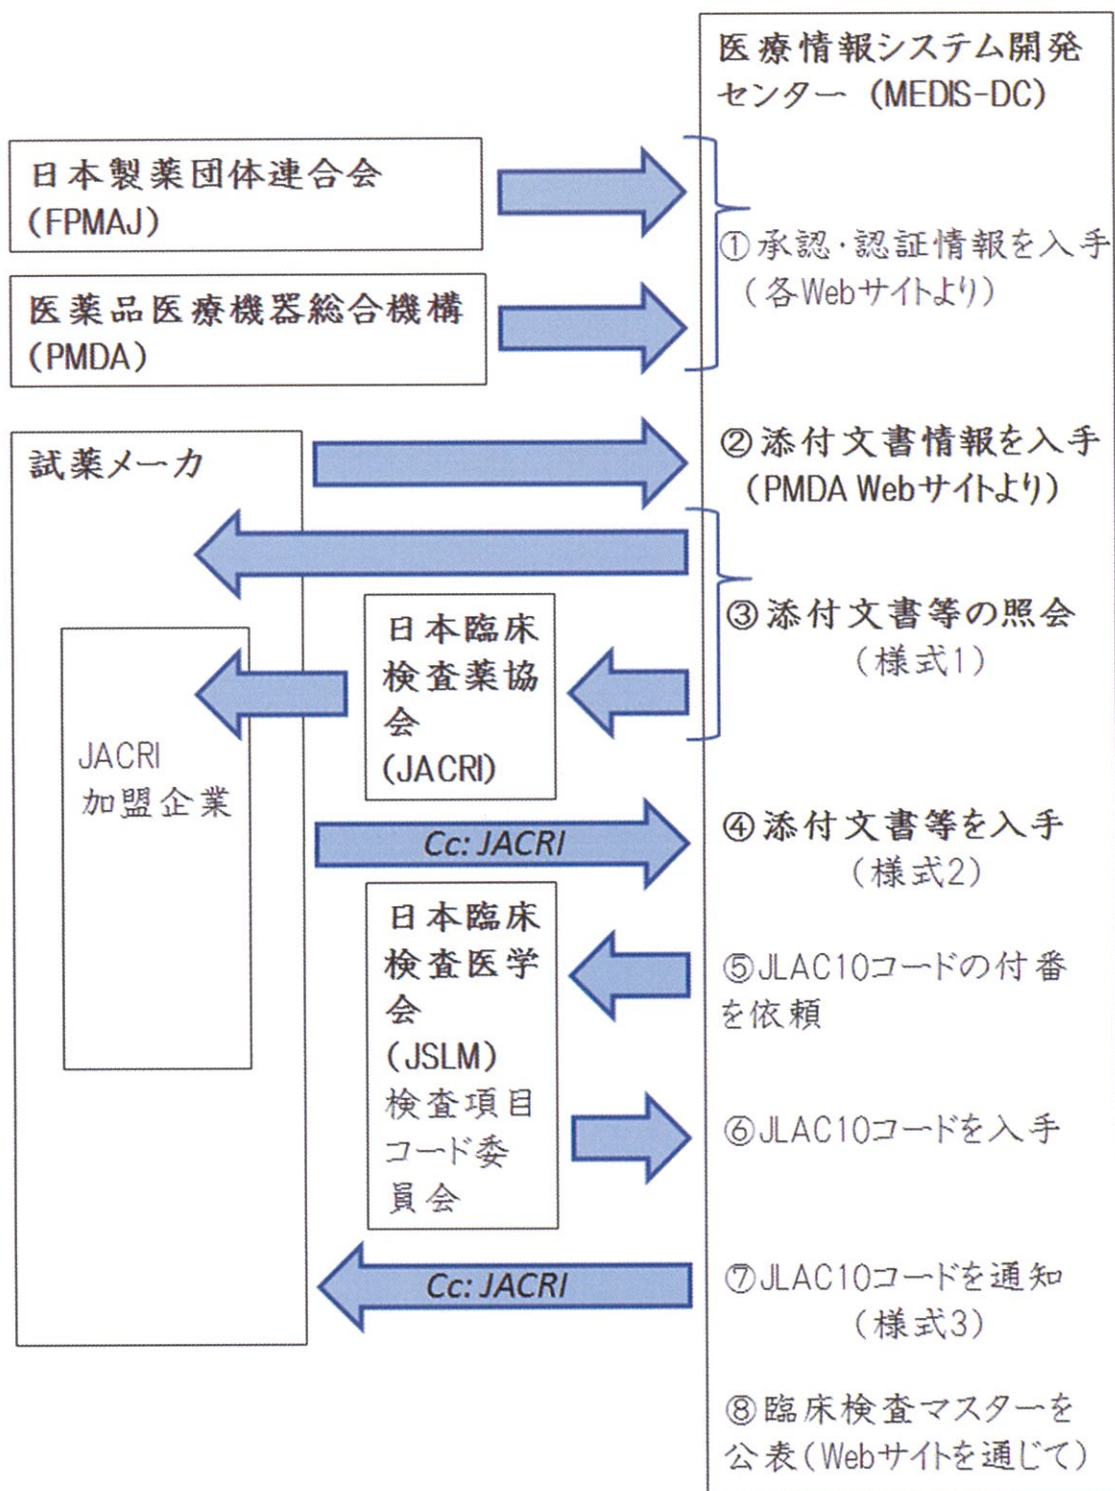 医療情報システム開発
センター (MEDIS-DC)
日本製薬団体連合会
(FPMAJ)
①承認・認証情報を入手
(各Webサイトより)
医薬品医療機器総合機構
(PMDA)
試薬メーカ
②添付文書情報を入手
(PMDA Webサイトより)
③添付文書等の照会
(様式1)
日本臨床
検査薬協
会
(JACRI)
JACRI
加盟企業
Cc: JACRI
④添付文書等を入手
(様式2)
日本臨床
検査医学
会
(JSLM)
検査項目
コード委
員会
⑤JLAC10コードの付番
を依頼
⑥JLAC10コードを入手
Cc: JACRI
⑦JLAC10コードを通知
(様式3)
⑧臨床検査マスターを
公表(Webサイトを通じて)